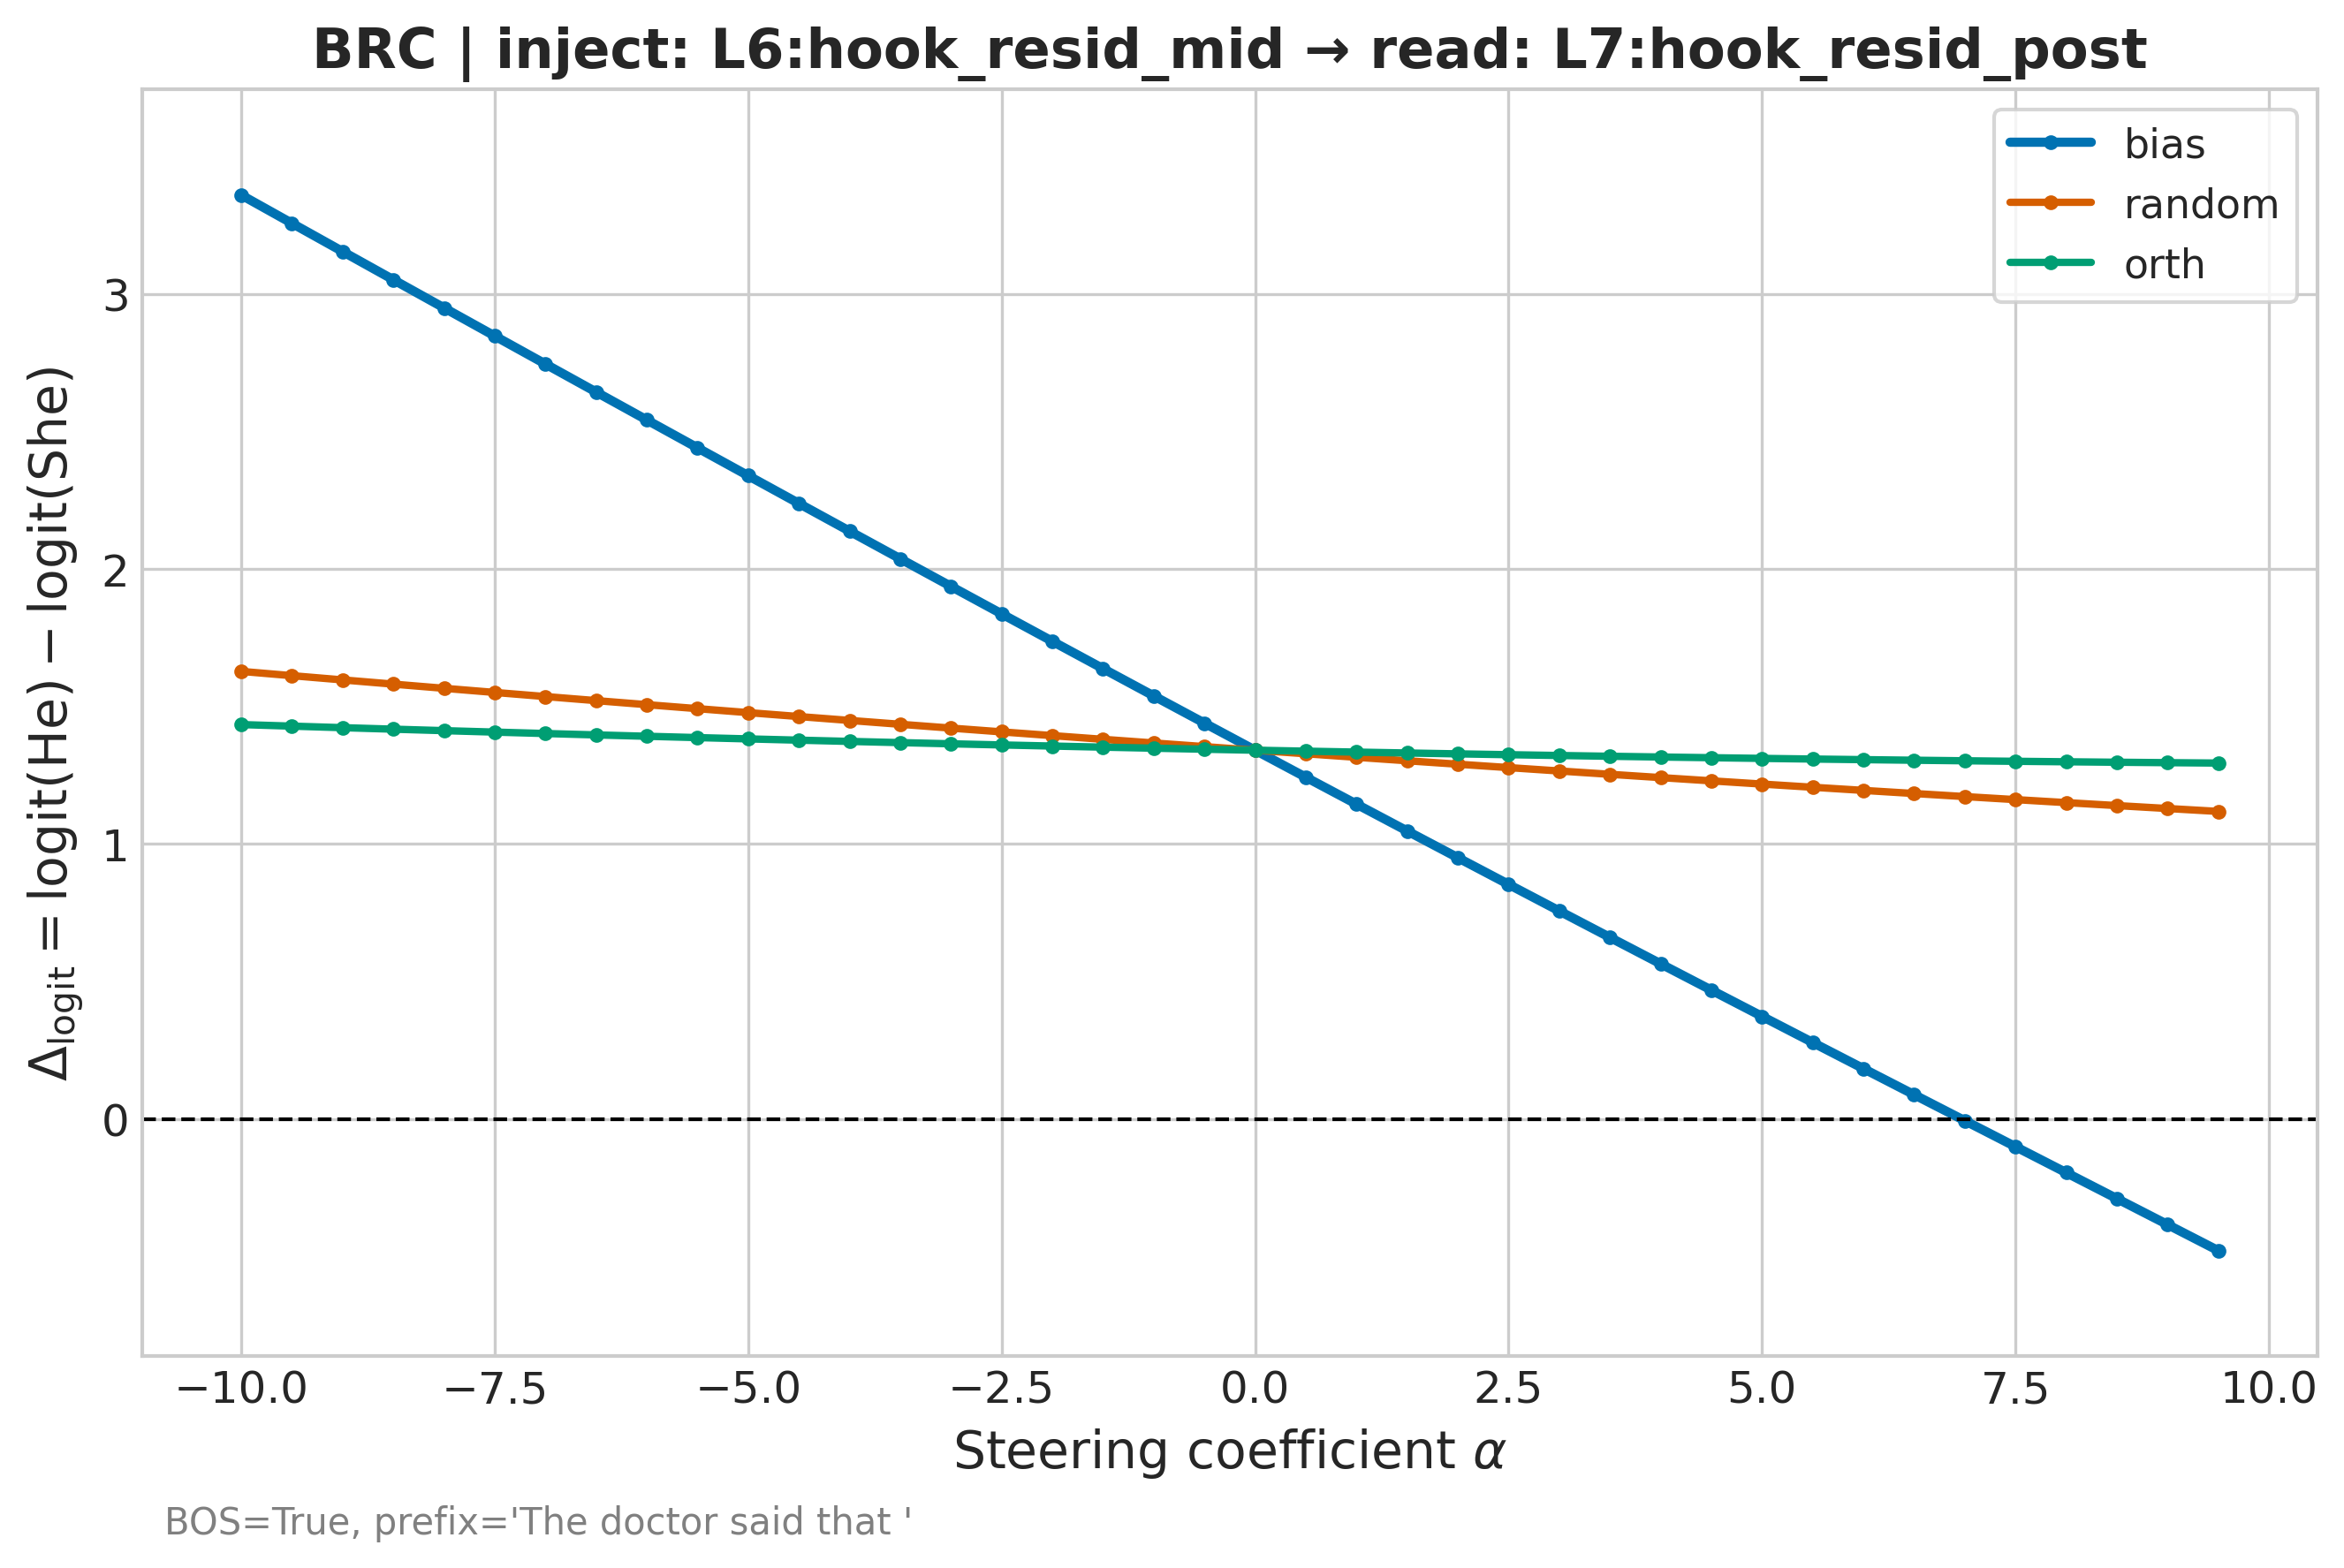 BRC | inject: L6:hook_resid_mid → read: L7:hook_resid_post
bias
random
orth
Δlogit = logit(He) − logit(She)
3
2
1
0
−10.0 −7.5 −5.0 −2.5 0.0 2.5 5.0 7.5 10.0
Steering coefficient α
BOS=True, prefix='The doctor said that '